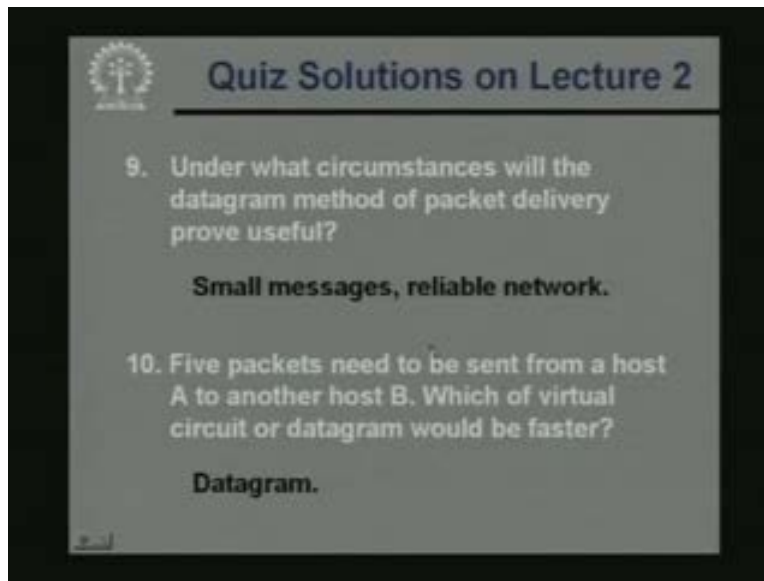 Quiz Solutions on Lecture 2
9. Under what circumstances will the
datagram method of packet delivery
prove useful?
Small messages, reliable network.
10. Five packets need to be sent from a host
A to another host B. Which of virtual
circuit or datagram would be faster?
Datagram.